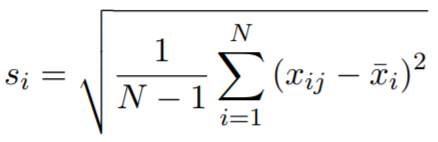 s_i = \sqrt{\frac{1}{N-1} \sum_{i=1}^{N} (x_{ij} - \bar{x}_i)^2}